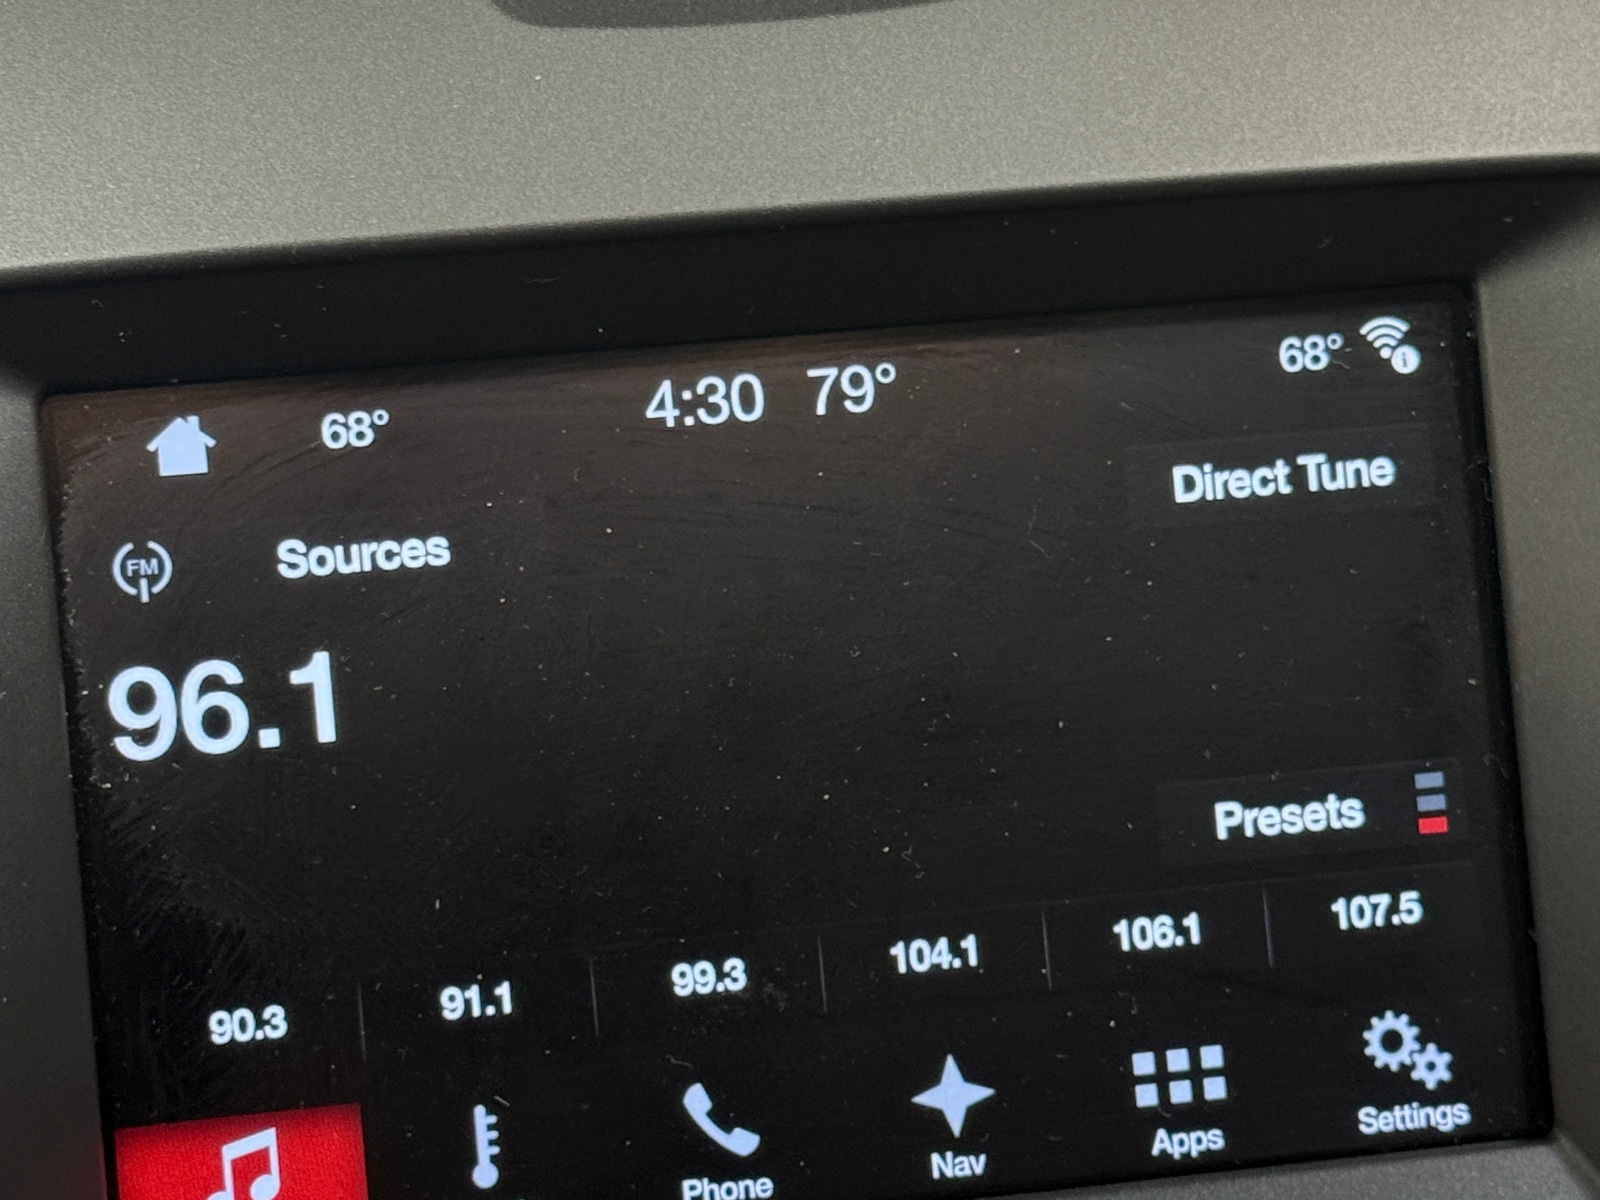 68° 4:30 79° 68°
Direct Tune
FM Sources
96.1
Presets
90.3 91.1 99.3 104.1 106.1 107.5
Phone Nav Apps Settings